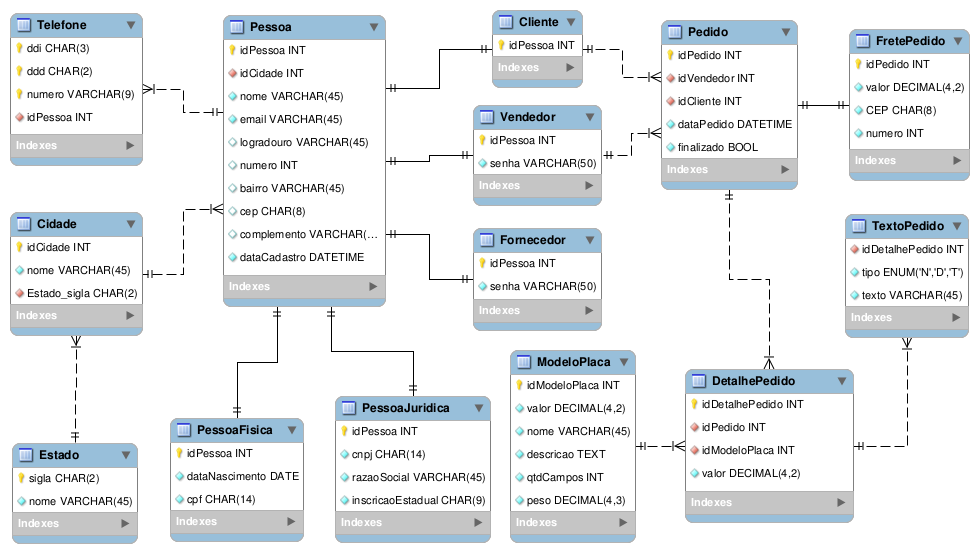 Telefone
ddi CHAR(3)
ddd CHAR(2)
numero VARCHAR(9)
idPessoa INT
Indexes
Pessoa
idPessoa INT
idCidade INT
nome VARCHAR(45)
email VARCHAR(45)
logradouro VARCHAR(45)
numero INT
bairro VARCHAR(45)
cep CHAR(8)
complemento VARCHAR(...
dataCadastro DATETIME
Indexes
Cliente
idPessoa INT
Indexes
Vendedor
idPessoa INT
senha VARCHAR(50)
Indexes
Fornecedor
idPessoa INT
senha VARCHAR(50)
Indexes
Pedido
idPedido INT
idVendedor INT
idCliente INT
dataPedido DATETIME
finalizado BOOL
Indexes
FretePedido
idPedido INT
valor DECIMAL(4,2)
CEP CHAR(8)
numero INT
Indexes
Cidade
idCidade INT
nome VARCHAR(45)
Estado_sigla CHAR(2)
Indexes
TextoPedido
idDetalhePedido INT
tipo ENUM('N','D','T')
texto VARCHAR(45)
Indexes
Estado
sigla CHAR(2)
nome VARCHAR(45)
Indexes
PessoaFisica
idPessoa INT
dataNascimento DATE
cpf CHAR(14)
Indexes
PessoaJuridica
idPessoa INT
cnpj CHAR(14)
razaoSocial VARCHAR(45)
inscricaoEstadual CHAR(9)
Indexes
ModeloPlaca
idModeloPlaca INT
valor DECIMAL(4,2)
nome VARCHAR(45)
descricao TEXT
qtdCampos INT
peso DECIMAL(4,3)
Indexes
DetalhePedido
idDetalhePedido INT
idPedido INT
idModeloPlaca INT
valor DECIMAL(4,2)
Indexes